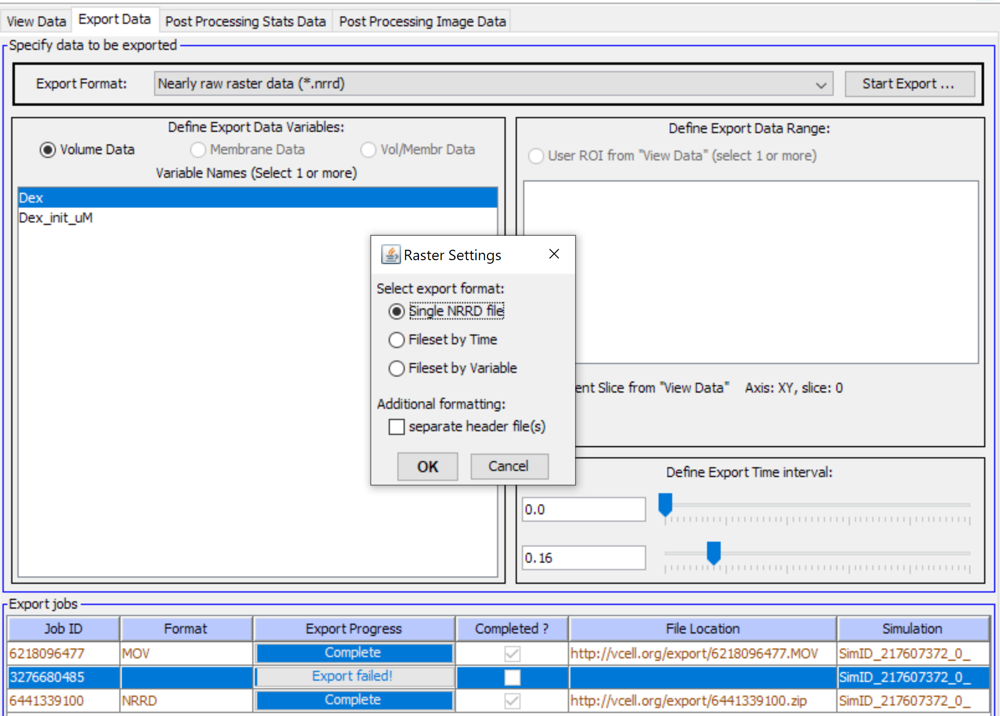 View Data Export Data Post Processing Stats Data Post Processing Image Data
Specify data to be exported
Export Format: Nearly raw raster data (*.nrrd) Start Export ...
Define Export Data Variables:
Volume Data Membrane Data Vol/Membr Data
Variable Names (Select 1 or more)
Dex
Dex_init_uM
Define Export Data Range:
User ROI from "View Data" (select 1 or more)
Raster Settings
Select export format:
Single NRRD file
Fileset by Time
Fileset by Variable
Additional formatting:
separate header file(s)
OK Cancel
ent Slice from "View Data" Axis: XY, slice: 0
Define Export Time interval:
0.0
0.16
Export jobs
Job ID Format Export Progress Completed ? File Location Simulation
6218096477 MOV Complete http://vcell.org/export/6218096477.MOV SimID_217607372_0_
3276680485 Export failed! SimID_217607372_0_
6441339100 NRRD Complete http://vcell.org/export/6441339100.zip SimID_217607372_0_